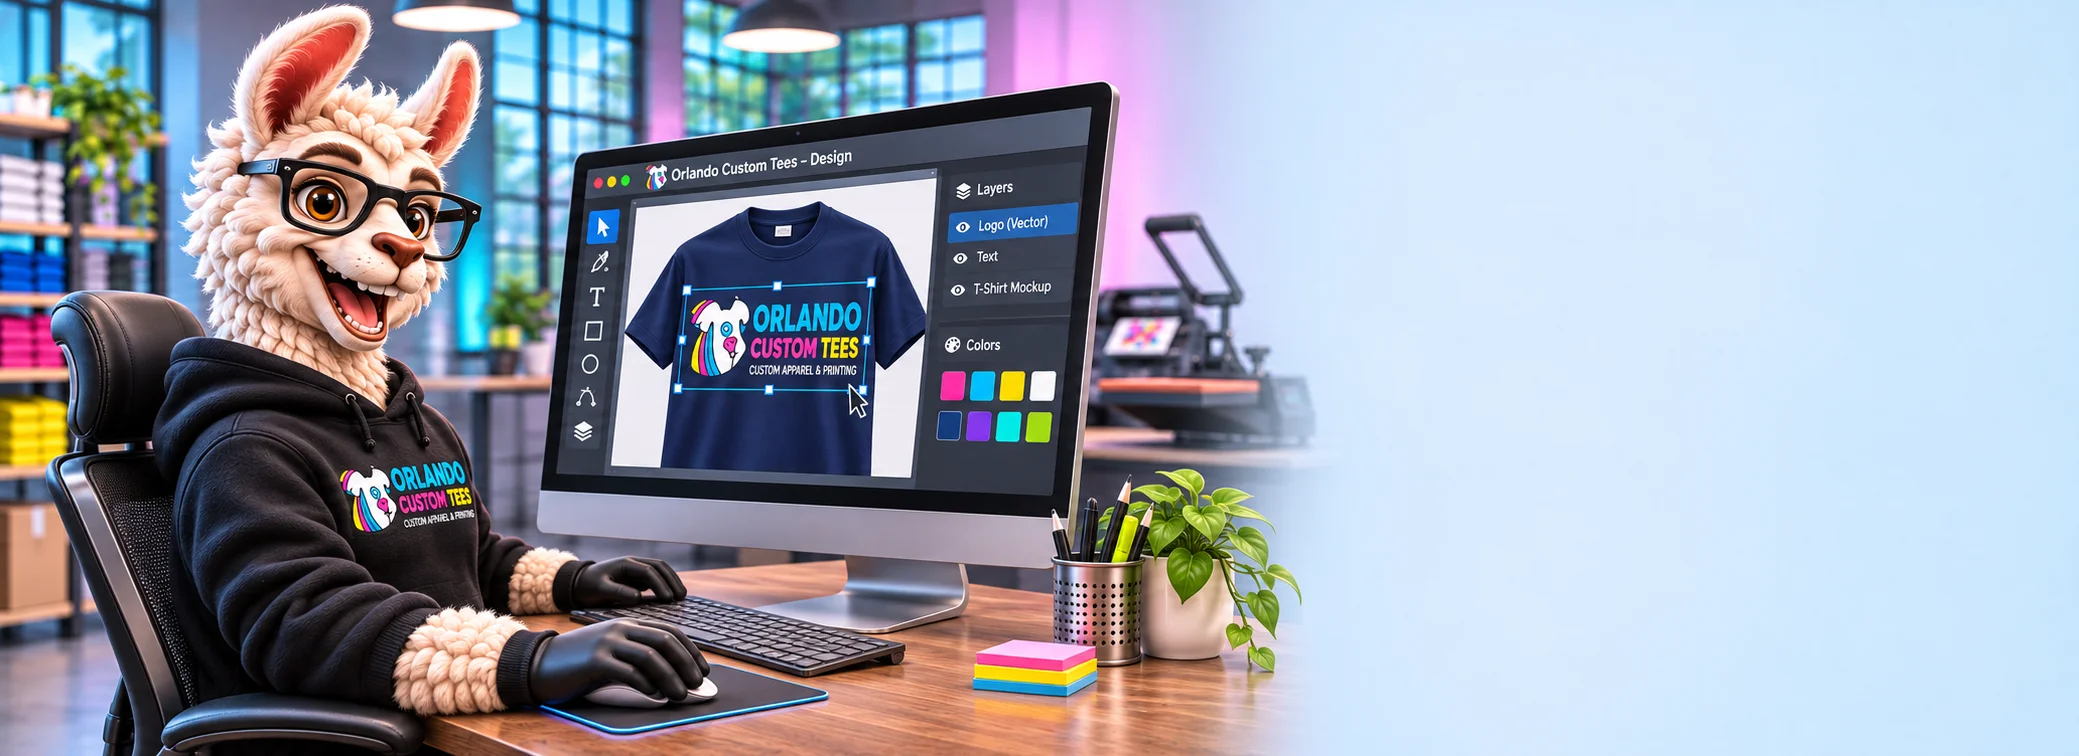 Orlando Custom Tees – Design
Layers
Logo (Vector)
Text
T-Shirt Mockup
Colors
T
ORLANDO
CUSTOM TEES
CUSTOM APPAREL & PRINTING
ORLANDO
CUSTOM TEES
CUSTOM APPAREL & PRINTING